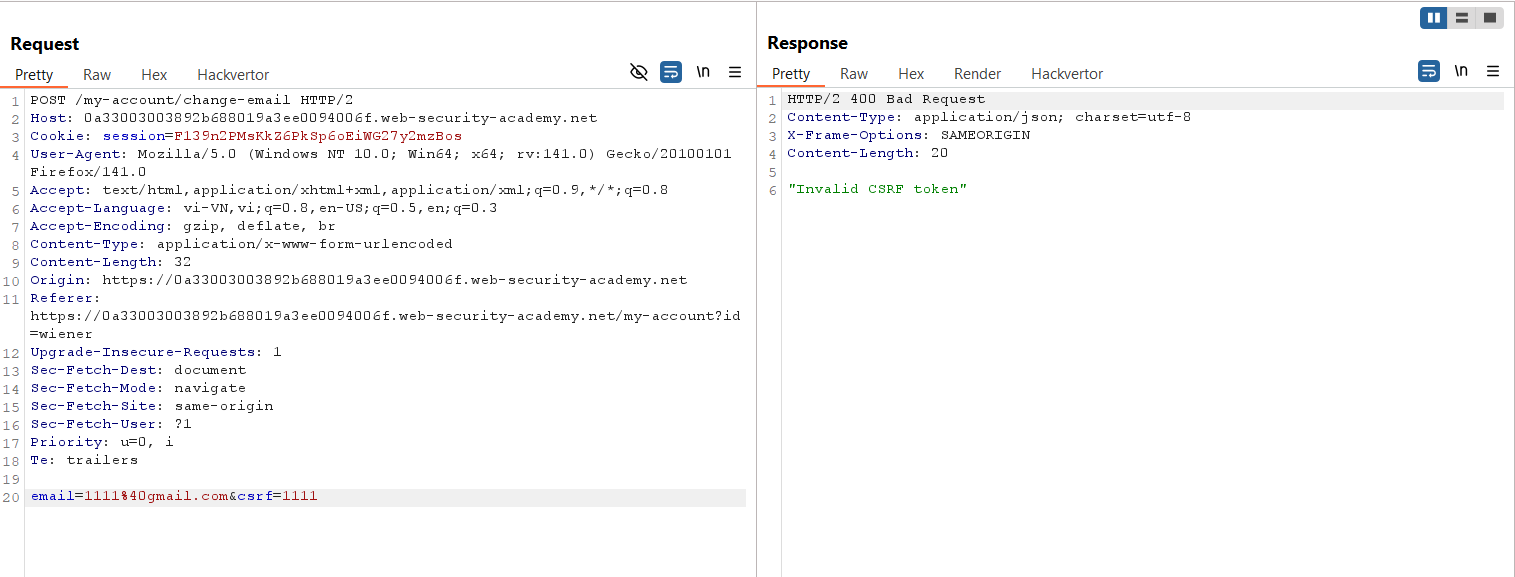 Request
Pretty Raw Hex Hackvertor \n
1 POST /my-account/change-email HTTP/2
2 Host: 0a33003003892b688019a3ee0094006f.web-security-academy.net
3 Cookie: session=F139n2PMsKkZ6PkSp6oEiWG27y2mzBos
4 User-Agent: Mozilla/5.0 (Windows NT 10.0; Win64; x64; rv:141.0) Gecko/20100101
Firefox/141.0
5 Accept: text/html,application/xhtml+xml,application/xml;q=0.9,*/*;q=0.8
6 Accept-Language: vi-VN,vi;q=0.8,en-US;q=0.5,en;q=0.3
7 Accept-Encoding: gzip, deflate, br
8 Content-Type: application/x-www-form-urlencoded
9 Content-Length: 32
10 Origin: https://0a33003003892b688019a3ee0094006f.web-security-academy.net
11 Referer:
https://0a33003003892b688019a3ee0094006f.web-security-academy.net/my-account?id
=wiener
12 Upgrade-Insecure-Requests: 1
13 Sec-Fetch-Dest: document
14 Sec-Fetch-Mode: navigate
15 Sec-Fetch-Site: same-origin
16 Sec-Fetch-User: ?1
17 Priority: u=0, i
18 Te: trailers
19
20 email=1111%40gmail.com&csrf=1111
Response
Pretty Raw Hex Render Hackvertor \n
1 HTTP/2 400 Bad Request
2 Content-Type: application/json; charset=utf-8
3 X-Frame-Options: SAMEORIGIN
4 Content-Length: 20
5
6 "Invalid CSRF token"